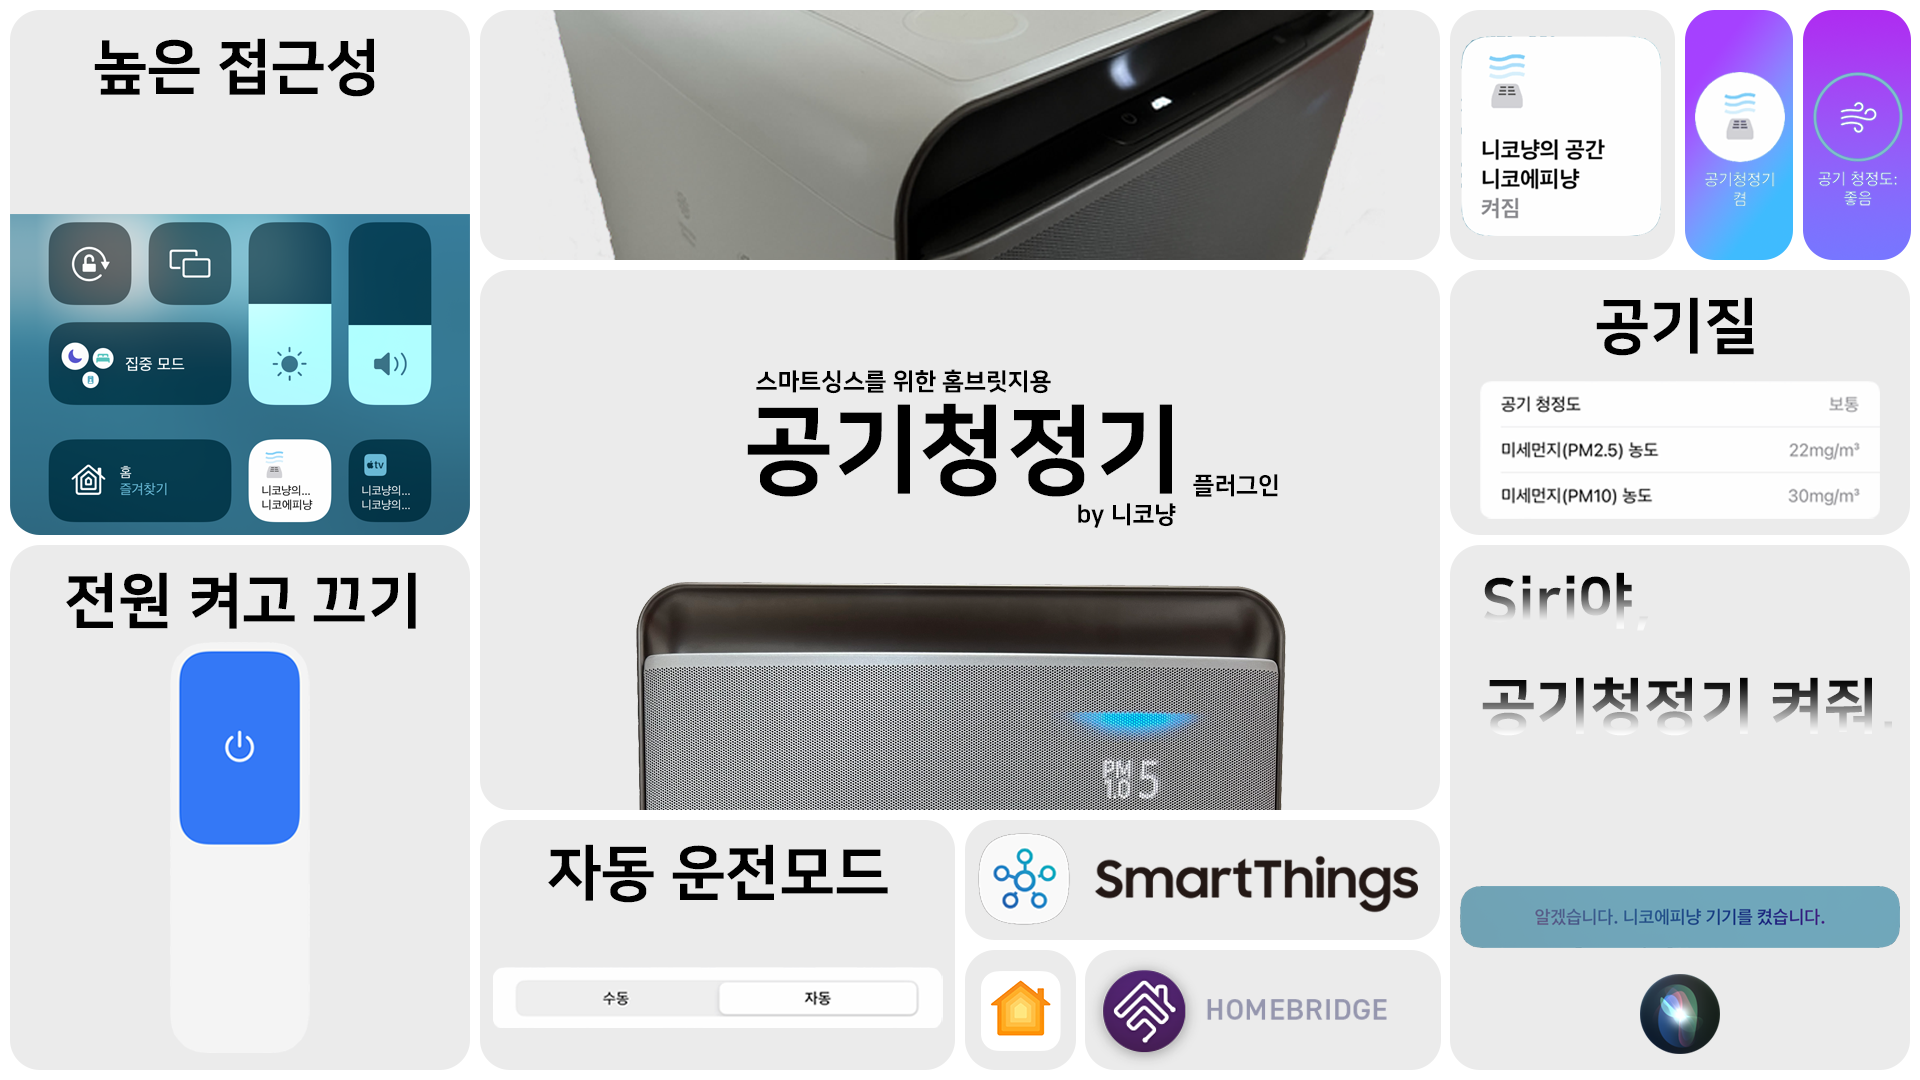 높은 접근성
집중 모드
홈
즐겨찾기
니코냥의...
니코에피냥
tv
니코냥의...
니코냥의...
전원 켜고 끄기
스마트싱스를 위한 홈브릿지용
공기청정기
플러그인
by 니코냥
PM
1.0
5
자동 운전모드
수동
자동
SmartThings
HOMEBRIDGE
니코냥의 공간
니코에피냥
켜짐
공기청정기
켬
공기 청정도:
좋음
공기질
공기 청정도
보통
미세먼지(PM2.5) 농도
22mg/m³
미세먼지(PM10) 농도
30mg/m³
Siri야,
공기청정기 켜줘.
알겠습니다. 니코에피냥 기기를 켰습니다.